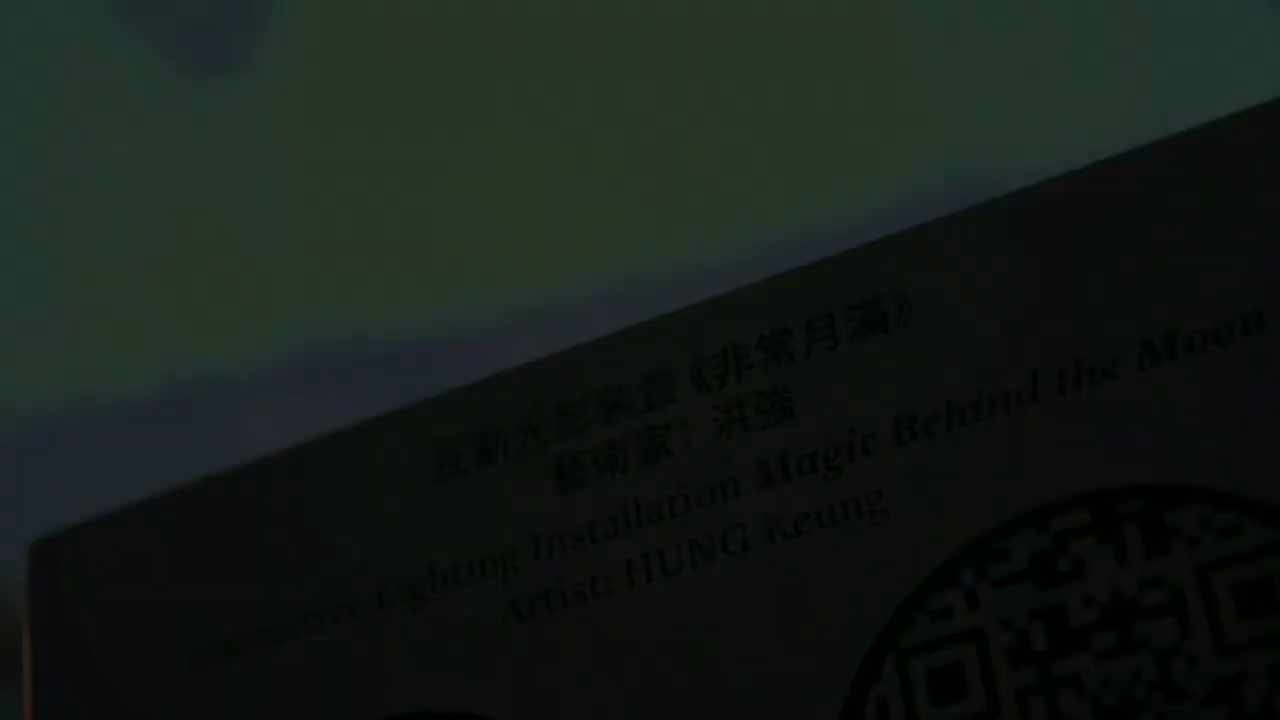 互動光影裝置《非常月滿》
藝術家：洪強
Interactive Lighting Installation Magic Behind the Moon
Artist: HUNG Keung